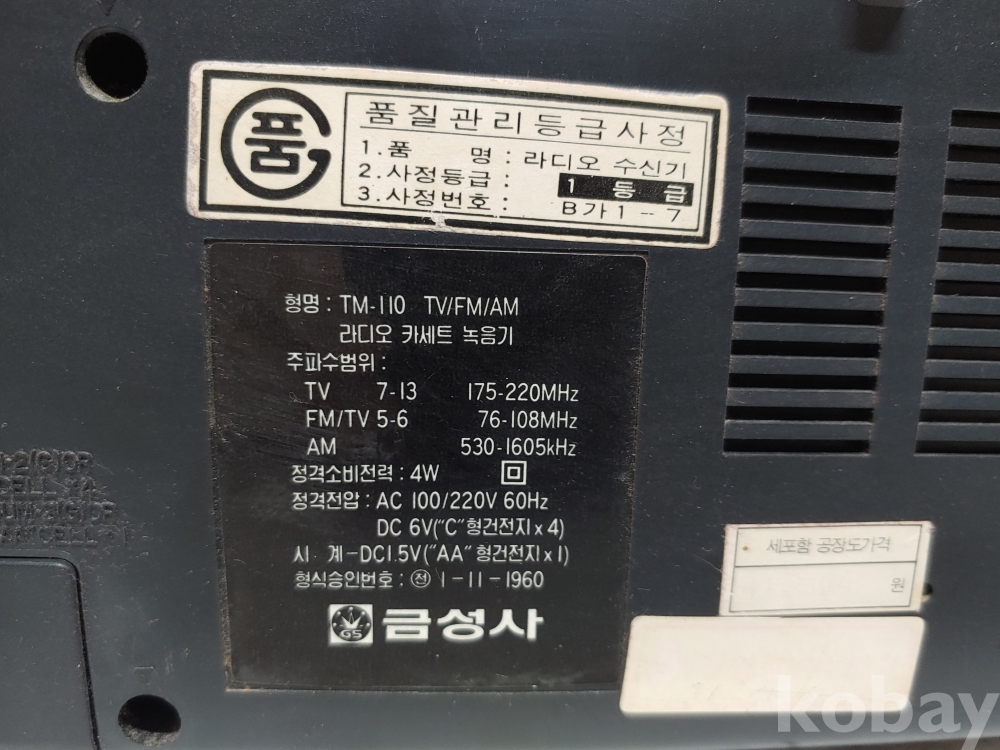 품
품질관리등급사정
1.품 명 : 라디오 수신기
2.사정등급 : 1 등급
3.사정번호 : B가1--7
형명 : TM-110 TV/FM/AM
라디오 카세트 녹음기
주파수범위 :
TV 7-13 175-220MHz
FM/TV 5-6 76-108MHz
AM 530-1605kHz
정격소비전력 : 4W
정격전압 : AC 100/220V 60Hz
DC 6V("C"형건전지x4)
시 · 계-DC1.5V("AA"형건전지x1)
형식승인번호 : 전 1-11-1960
GS 금성사
세포함 공장도가격
원
kobay